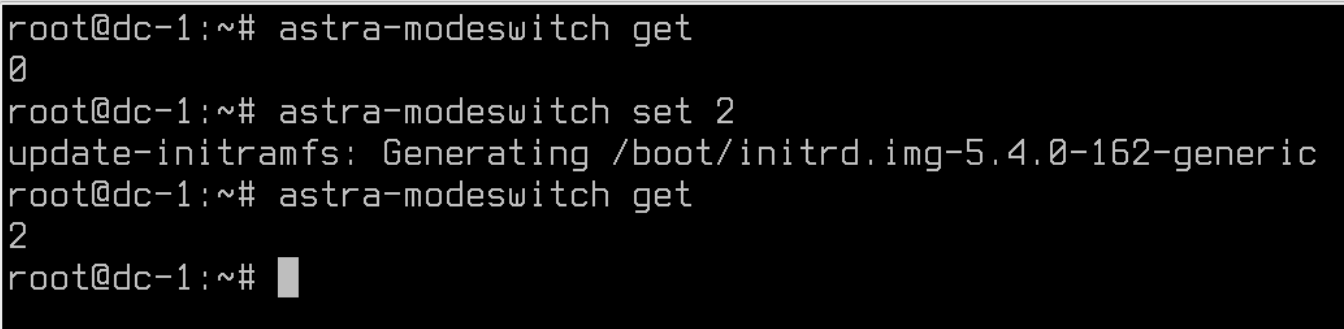 root@dc-1:~# astra-modeswitch get
0
root@dc-1:~# astra-modeswitch set 2
update-initramfs: Generating /boot/initrd.img-5.4.0-162-generic
root@dc-1:~# astra-modeswitch get
2
root@dc-1:~#